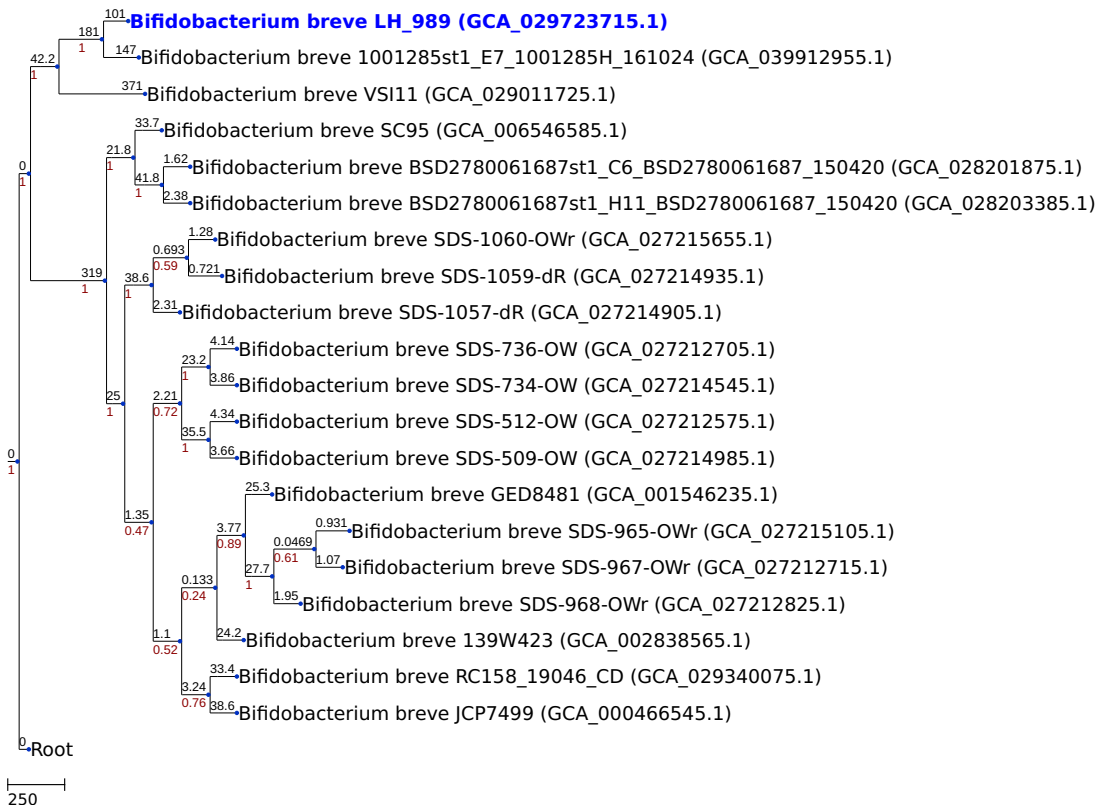 101 Bifidobacterium breve LH_989 (GCA_029723715.1)
181
1
147 Bifidobacterium breve 1001285st1_E7_1001285H_161024 (GCA_039912955.1)
42.2
1
371 Bifidobacterium breve VSI11 (GCA_029011725.1)
33.7 Bifidobacterium breve SC95 (GCA_006546585.1)
21.8
1
1.62 Bifidobacterium breve BSD2780061687st1_C6_BSD2780061687_150420 (GCA_028201875.1)
0
1
41.8
1
2.38 Bifidobacterium breve BSD2780061687st1_H11_BSD2780061687_150420 (GCA_028203385.1)
1.28 Bifidobacterium breve SDS-1060-OWr (GCA_027215655.1)
0.693
0.59
0.721 Bifidobacterium breve SDS-1059-dR (GCA_027214935.1)
319
1
38.6
1
2.31 Bifidobacterium breve SDS-1057-dR (GCA_027214905.1)
4.14 Bifidobacterium breve SDS-736-OW (GCA_027212705.1)
23.2
1
3.86 Bifidobacterium breve SDS-734-OW (GCA_027214545.1)
25
1
2.21
0.72
4.34 Bifidobacterium breve SDS-512-OW (GCA_027212575.1)
35.5
1
3.66 Bifidobacterium breve SDS-509-OW (GCA_027214985.1)
0
1
25.3 Bifidobacterium breve GED8481 (GCA_001546235.1)
1.35
0.47
3.77
0.89
0.931 Bifidobacterium breve SDS-965-OWr (GCA_027215105.1)
0.0469
0.61
1.07 Bifidobacterium breve SDS-967-OWr (GCA_027212715.1)
27.7
1
0.133
0.24
1.95 Bifidobacterium breve SDS-968-OWr (GCA_027212825.1)
24.2 Bifidobacterium breve 139W423 (GCA_002838565.1)
1.1
0.52
33.4 Bifidobacterium breve RC158_19046_CD (GCA_029340075.1)
3.24
0.76
38.6 Bifidobacterium breve JCP7499 (GCA_000466545.1)
0 Root
250